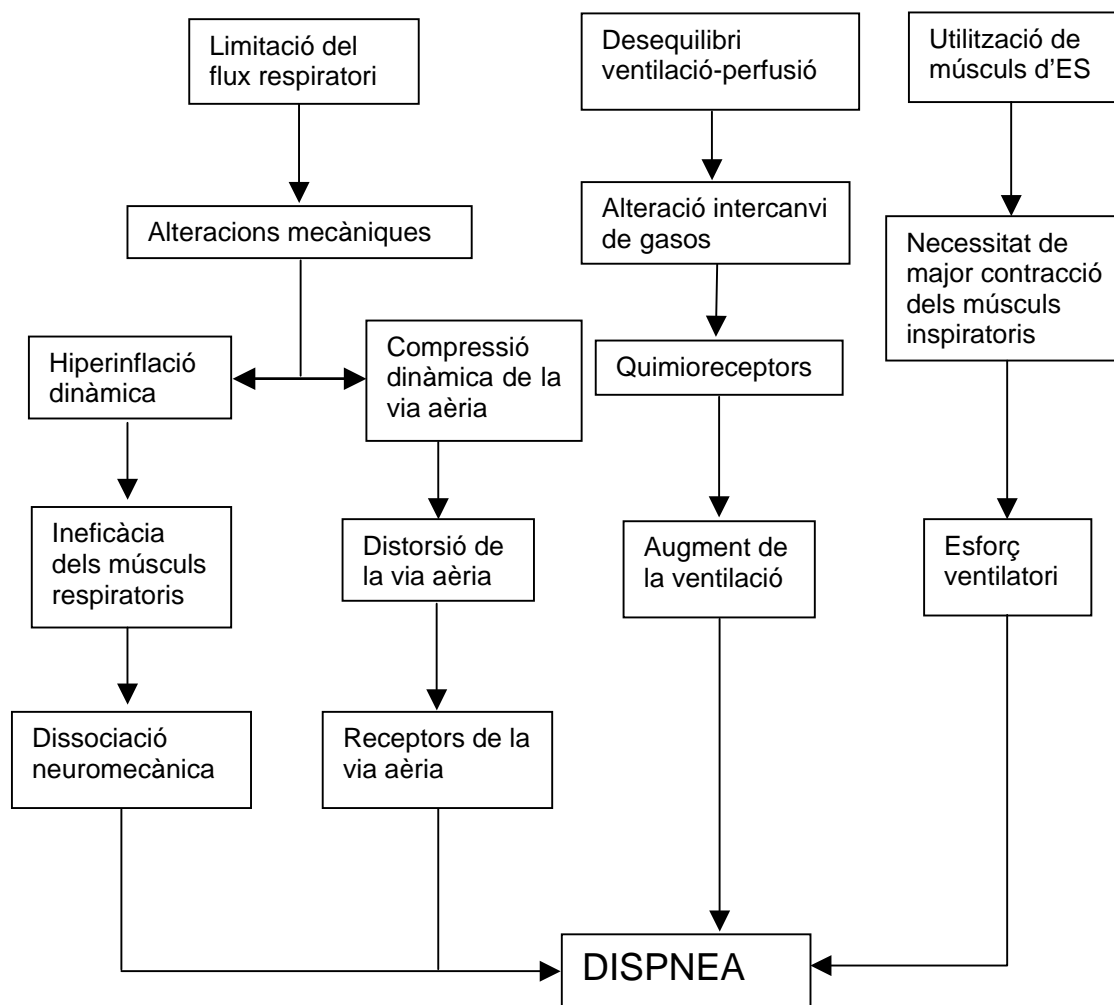 Limitació del
flux respiratori
Desequilibri
ventilació-perfusió
Utilització de
músculs d'ES
Alteracions mecàniques
Alteració intercanvi
de gasos
Necessitat de
major contracció
dels músculs
inspiratoris
Hiperinflació
dinàmica
Compressió
dinàmica de la
via aèria
Quimioreceptors
Ineficàcia
dels músculs
respiratoris
Distorsió de
la via aèria
Augment de
la ventilació
Esforç
ventilatori
Dissociació
neuromecànica
Receptors de la
via aèria
DISPNEA